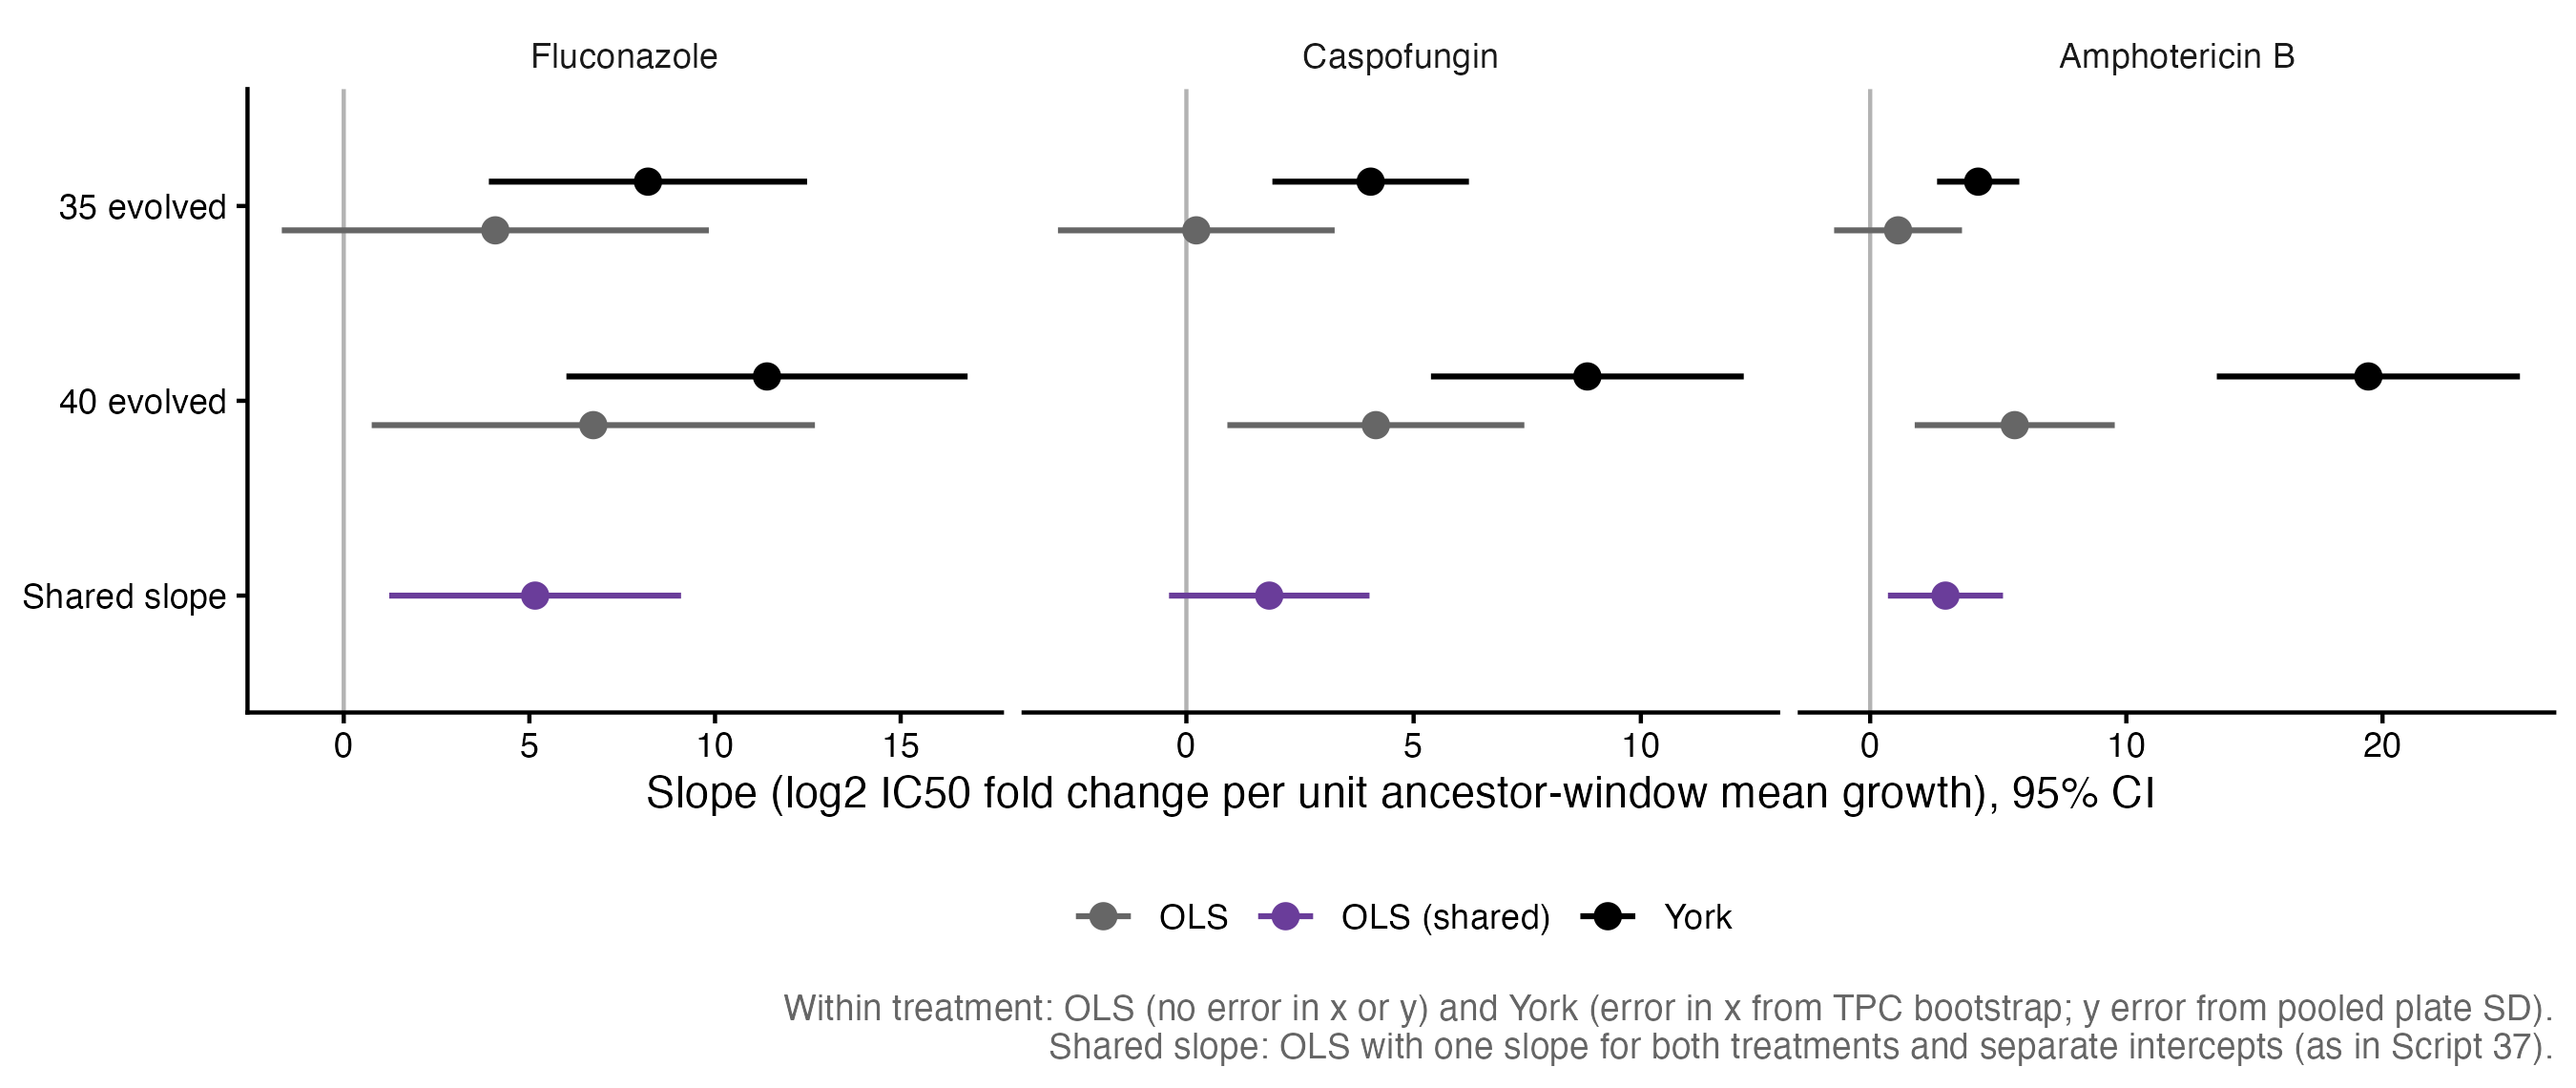 Fluconazole
Caspofungin
Amphotericin B
35 evolved
40 evolved
Shared slope
0 5 10 15
0 5 10
0 10 20
Slope (log2 IC50 fold change per unit ancestor-window mean growth), 95% CI
OLS OLS (shared) York
Within treatment: OLS (no error in x or y) and York (error in x from TPC bootstrap; y error from pooled plate SD).
Shared slope: OLS with one slope for both treatments and separate intercepts (as in Script 37).